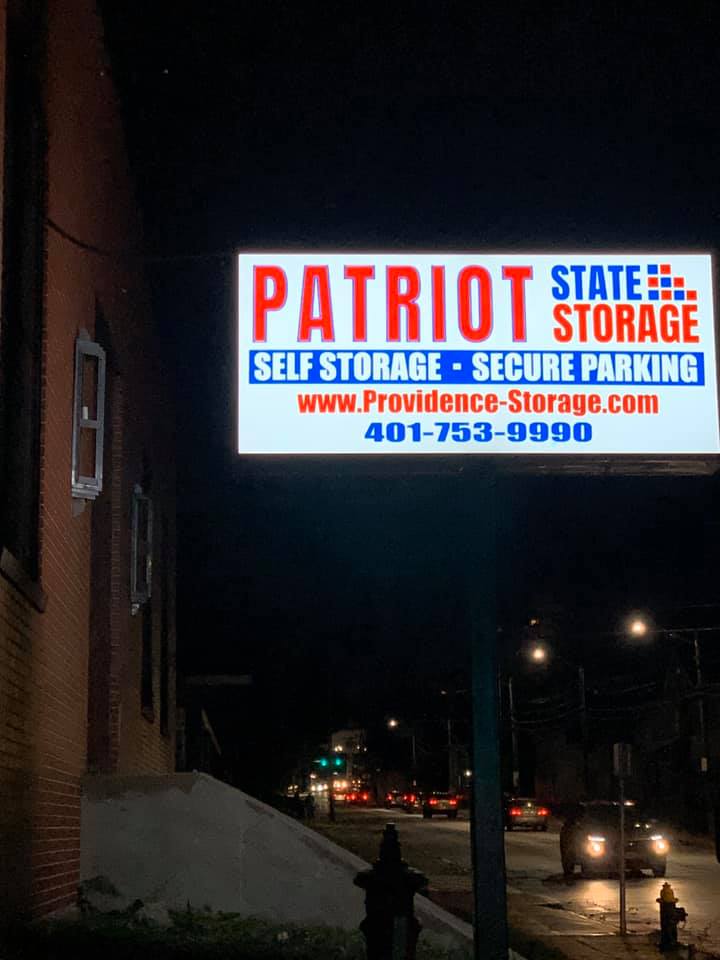 PATRIOT STATE
STORAGE
SELF STORAGE - SECURE PARKING
www.Providence-Storage.com
401-753-9990